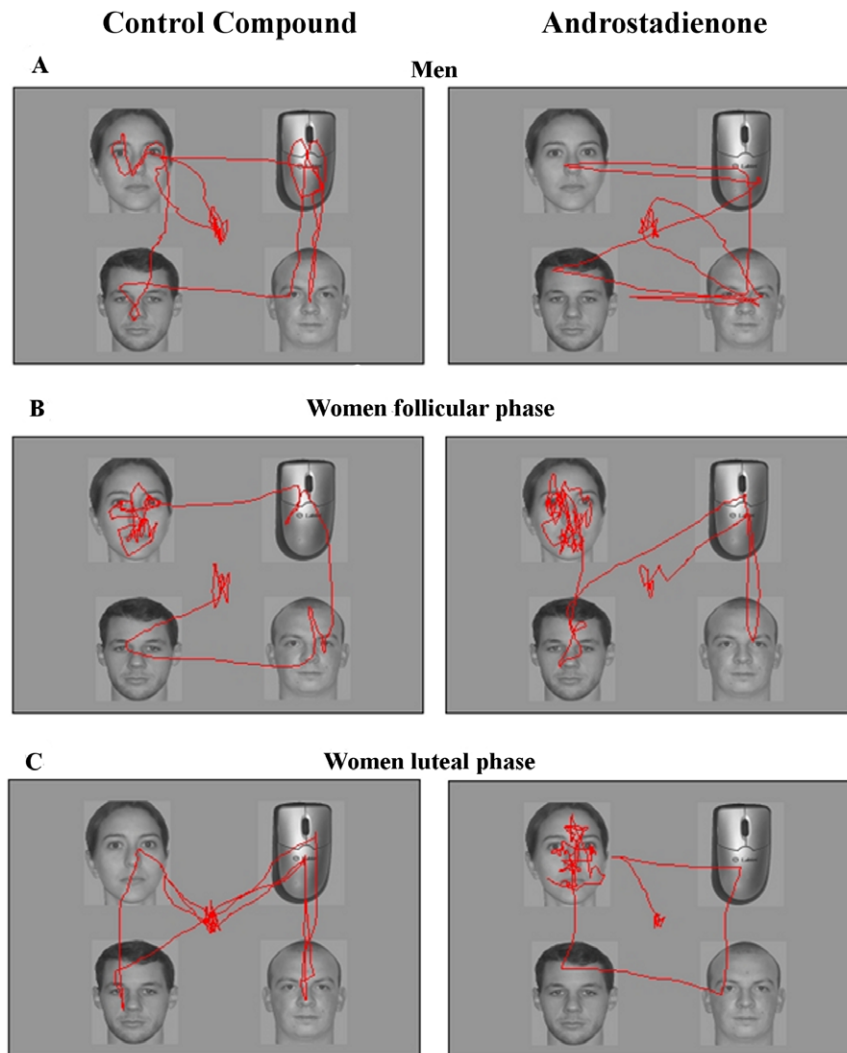 Control Compound Androstadienone
A Men
B Women follicular phase
C Women luteal phase